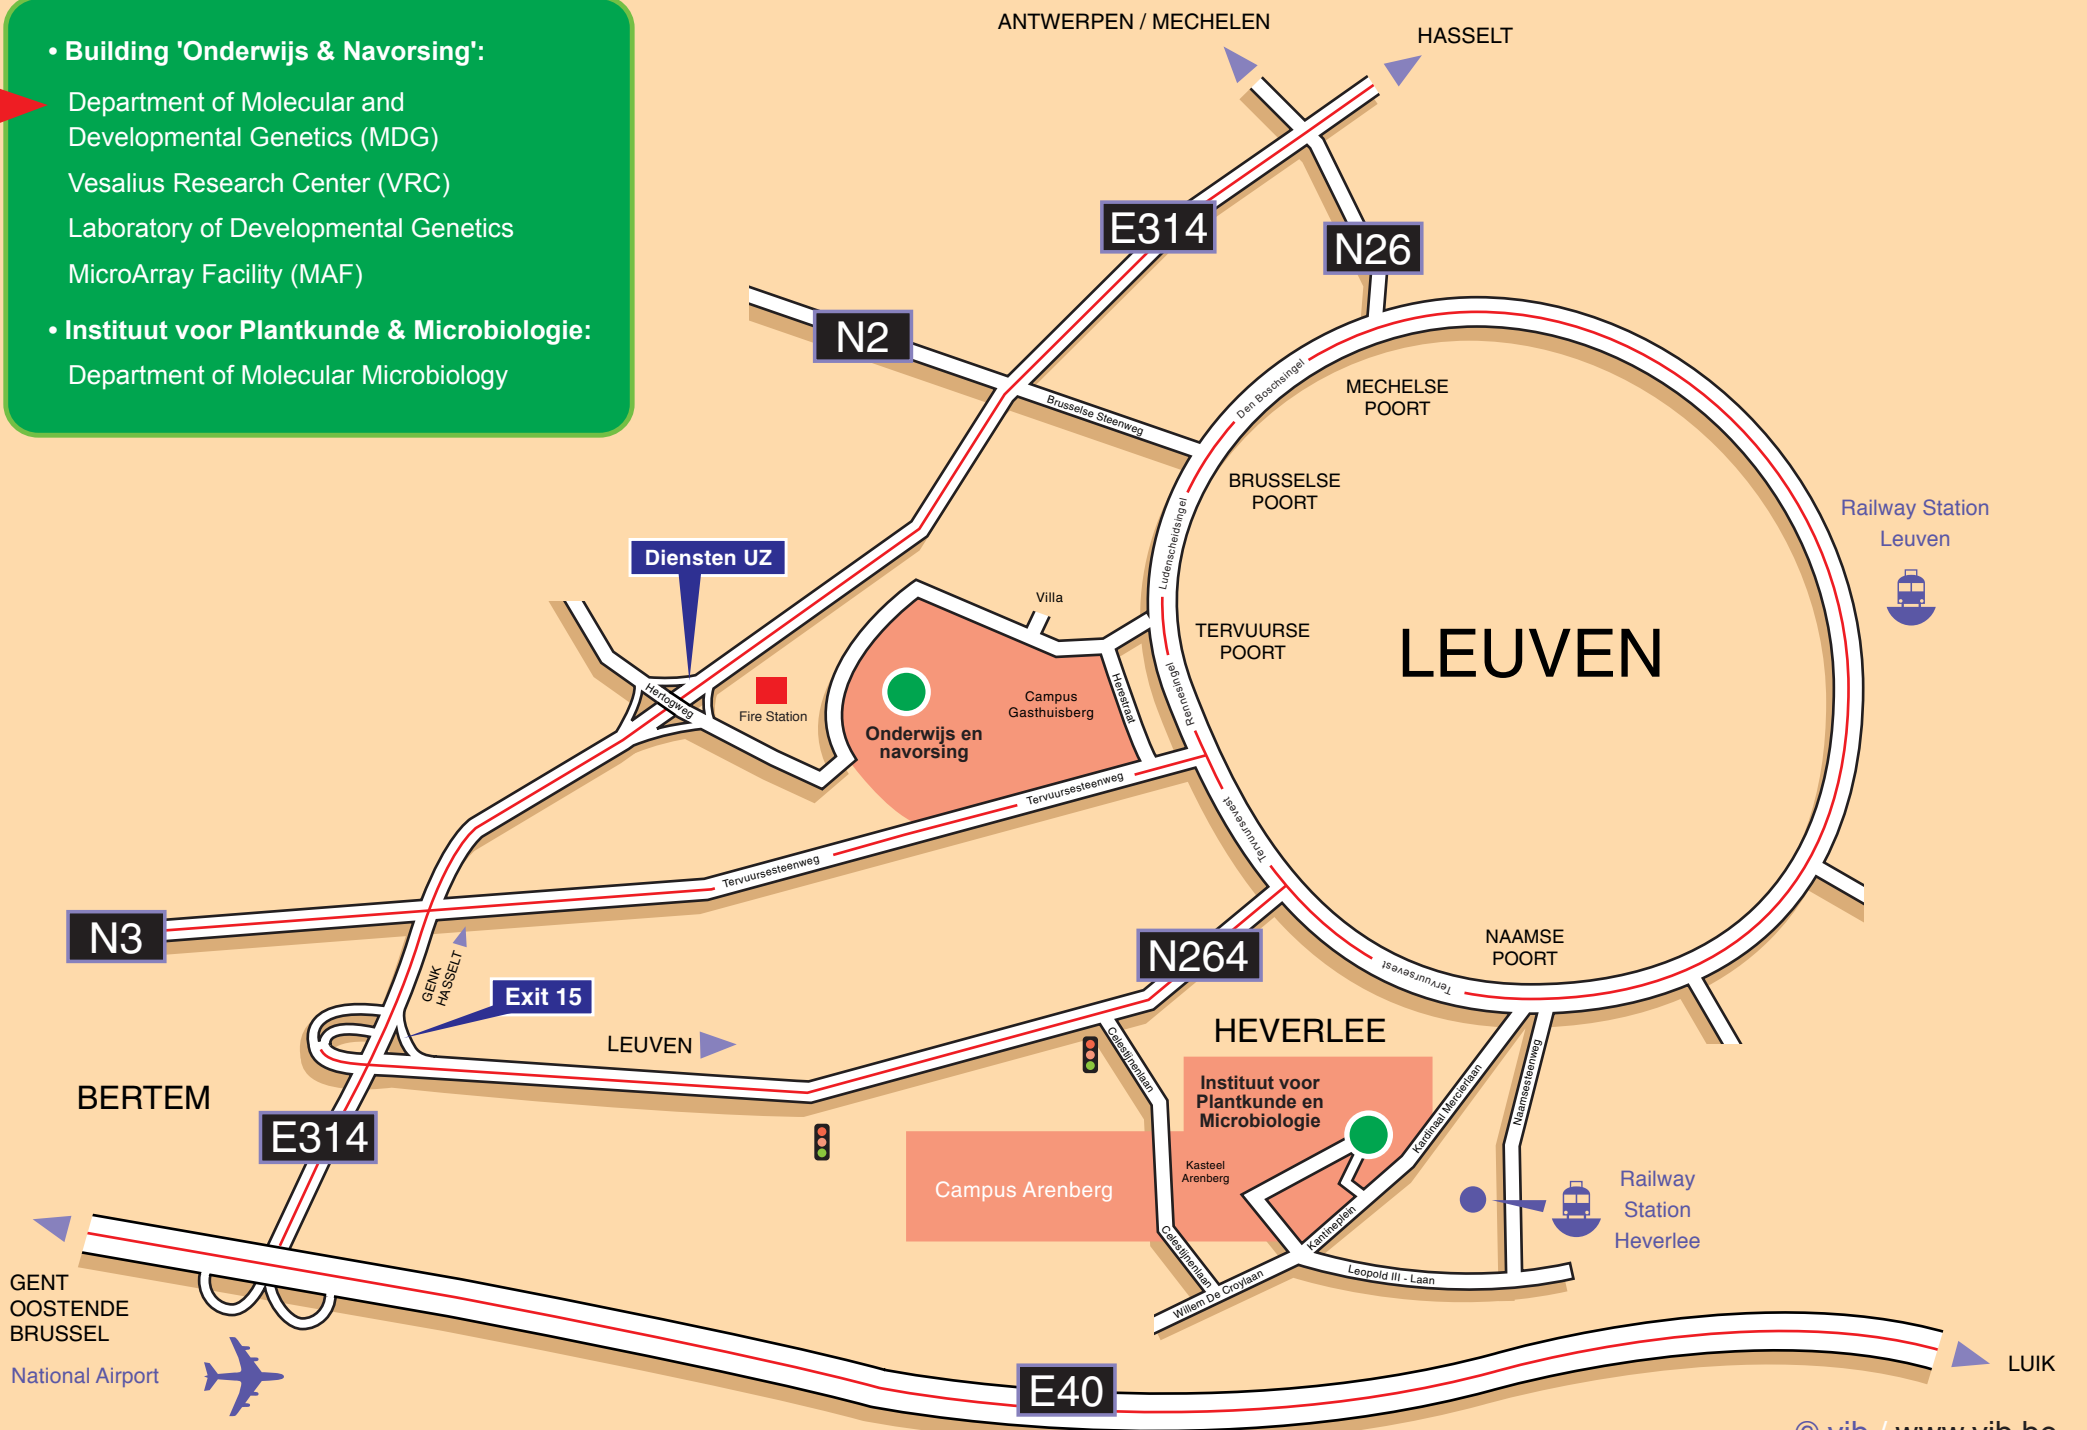 • Building 'Onderwijs & Navorsing':
Department of Molecular and
Developmental Genetics (MDG)
Vesalius Research Center (VRC)
Laboratory of Developmental Genetics
MicroArray Facility (MAF)
• Instituut voor Plantkunde & Microbiologie:
Department of Molecular Microbiology
ANTWERPEN / MECHELEN
HASSELT
E314
N26
N2
Brusselse Steenweg
Den Boschsingel
MECHELSE
POORT
BRUSSELSE
POORT
Ludenscheidsingel
Railway Station
Leuven
Diensten UZ
Villa
TERVUURSE
POORT
LEUVEN
Rennesingel
Hertogweg
Fire Station
Campus
Gasthuisberg
Herestraat
Onderwijs en
navorsing
Tervuursesteenweg
Tervuursevest
Tervuursesteenweg
N3
GENK
HASSELT
Exit 15
N264
NAAMSE
POORT
Tervuursevest
LEUVEN
HEVERLEE
Celestijnenlaan
BERTEM
E314
Instituut voor
Plantkunde en
Microbiologie
Kardinaal Mercierlaan
Naamsesteenweg
Kasteel
Arenberg
Campus Arenberg
Railway
Station
Heverlee
Kantineplein
Celestijnenlaan
Willem De Croylaan
Leopold III - Laan
GENT
OOSTENDE
BRUSSEL
National Airport
E40
LUIK
© vib / www.vib.be